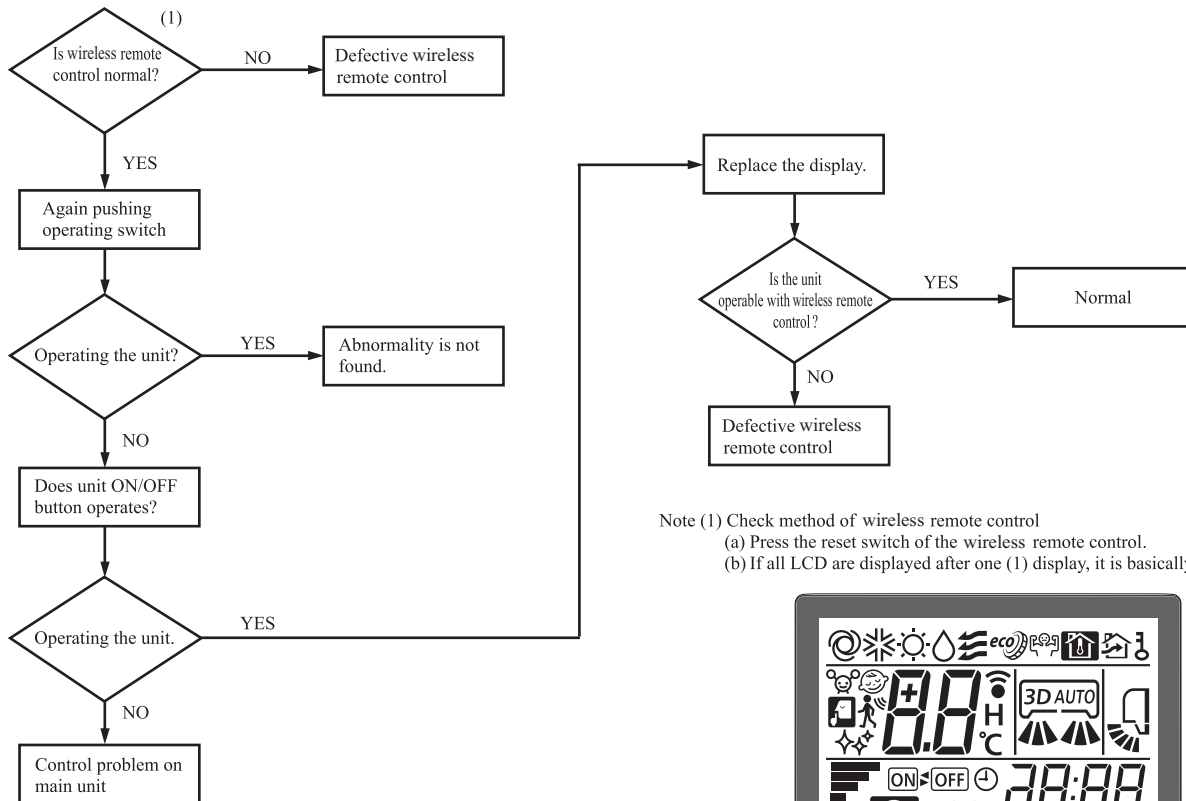 (1)
Is wireless remote
control normal?
NO
Defective wireless
remote control
YES
Again pushing
operating switch
Operating the unit?
YES
Abnormality is not
found.
NO
Does unit ON/OFF
button operates?
Operating the unit.
YES
NO
Control problem on
main unit
Replace the display.
Is the unit
operable with wireless remote
control ?
YES
Normal
NO
Defective wireless
remote control
Note (1) Check method of wireless remote control
(a) Press the reset switch of the wireless remote control.
(b) If all LCD are displayed after one (1) display, it is basically
eco
+
8.8
H
°C
3D AUTO
ON OFF